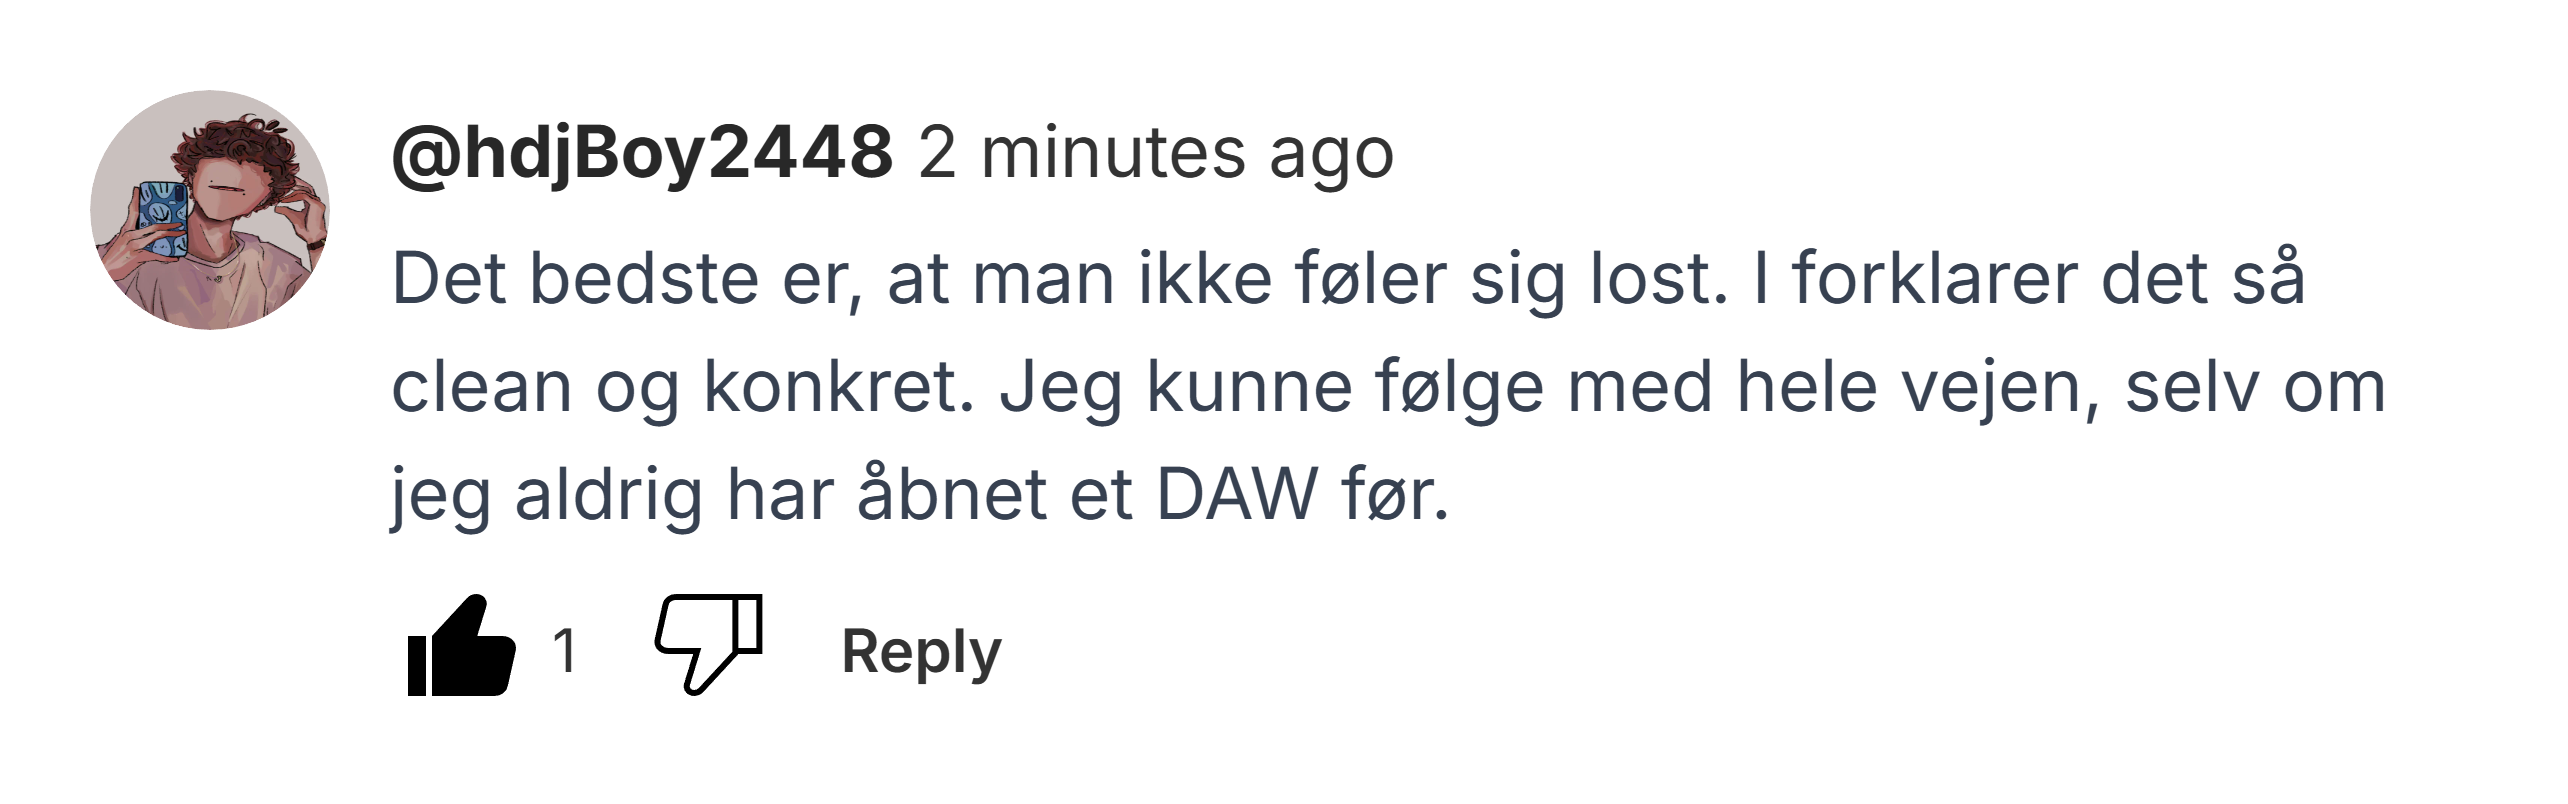 @hdjBoy2448 2 minutes ago
Det bedste er, at man ikke føler sig lost. I forklarer det så
clean og konkret. Jeg kunne følge med hele vejen, selv om
jeg aldrig har åbnet et DAW før.
1 Reply